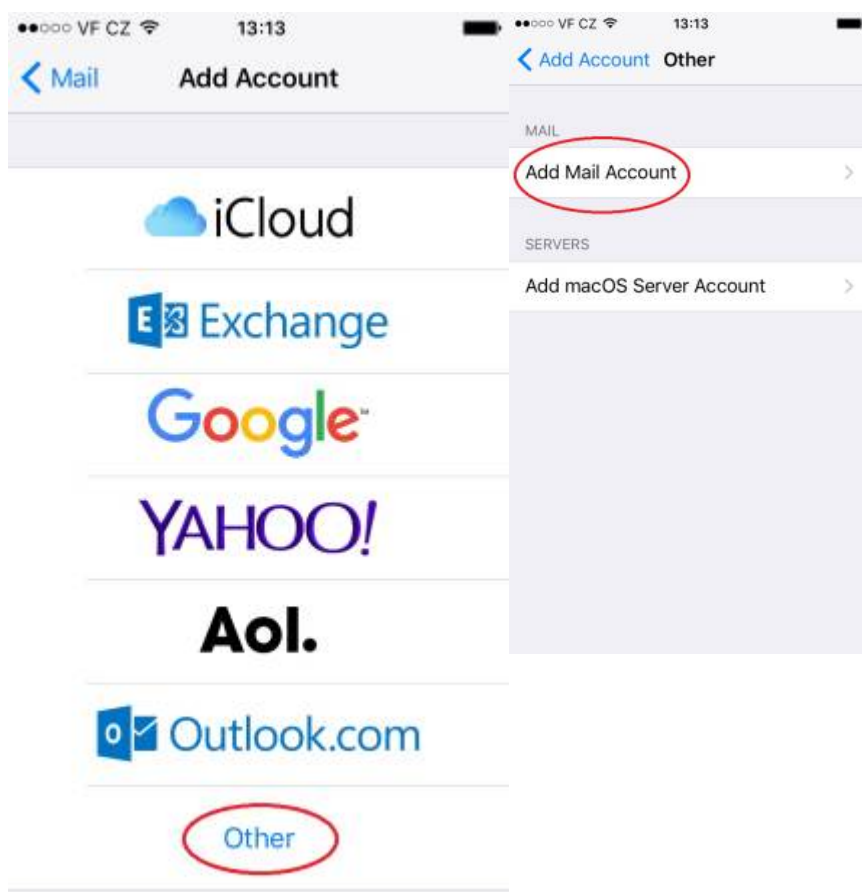 VF CZ 13:13
Mail Add Account
iCloud
E Exchange
Google™
YAHOO!
Aol.
o Outlook.com
Other
VF CZ 13:13
Add Account Other
MAIL
Add Mail Account
SERVERS
Add macOS Server Account